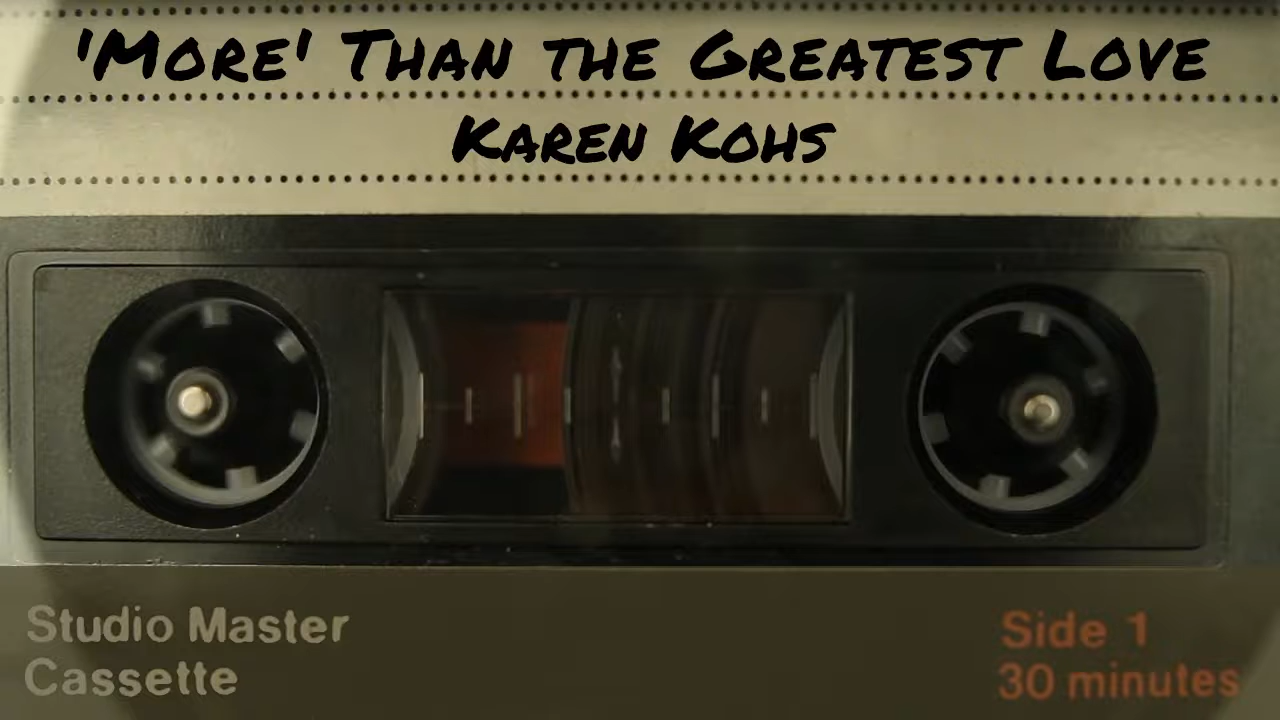 'More' Than the Greatest Love
Karen Kohs
Studio Master
Cassette
Side 1
30 minutes